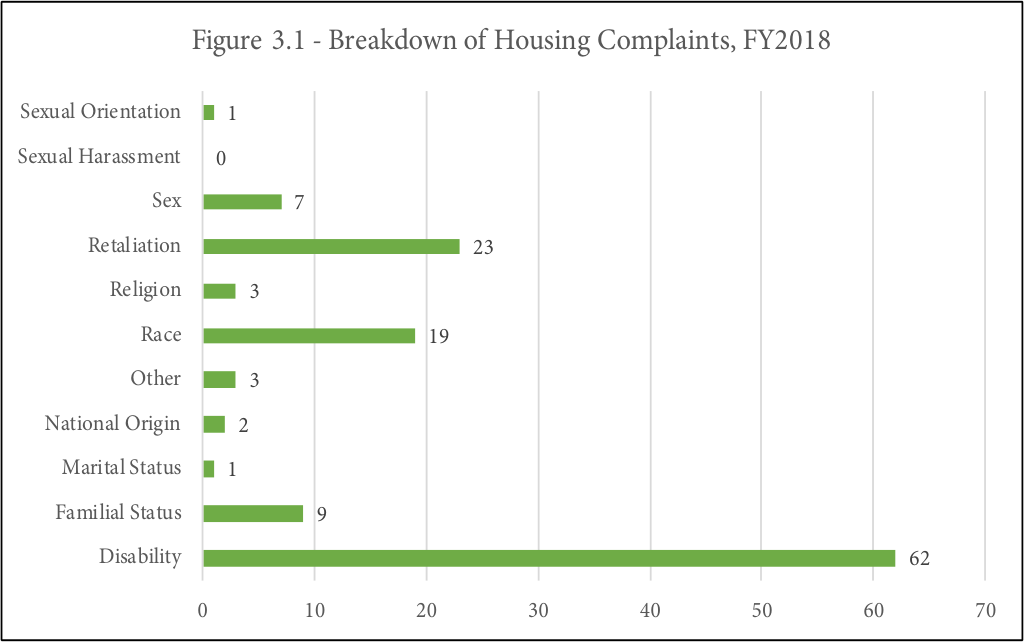 Figure 3.1 - Breakdown of Housing Complaints, FY2018
Sexual Orientation 1
Sexual Harassment 0
Sex 7
Retaliation 23
Religion 3
Race 19
Other 3
National Origin 2
Marital Status 1
Familial Status 9
Disability 62
0 10 20 30 40 50 60 70